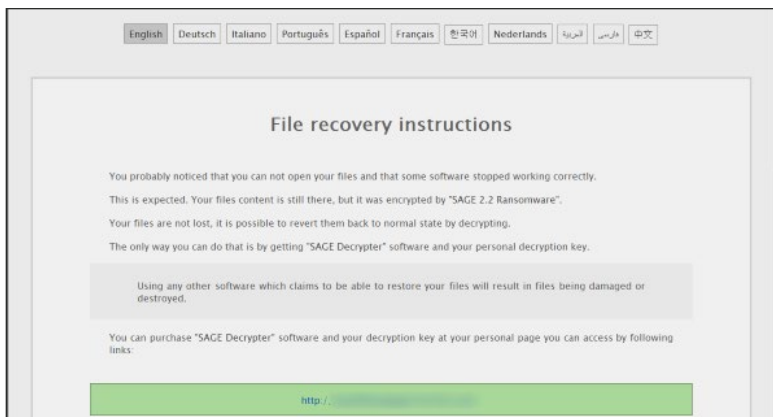 English Deutsch Italiano Português Español Français 한국어 Nederlands العربية فارسی 中文
File recovery instructions
You probably noticed that you can not open your files and that some software stopped working correctly.
This is expected. Your files content is still there, but it was encrypted by "SAGE 2.2 Ransomware".
Your files are not lost, it is possible to revert them back to normal state by decrypting.
The only way you can do that is by getting "SAGE Decrypter" software and your personal decryption key.
Using any other software which claims to be able to restore your files will result in files being damaged or
destroyed.
You can purchase "SAGE Decrypter" software and your decryption key at your personal page you can access by following
links:
http:/